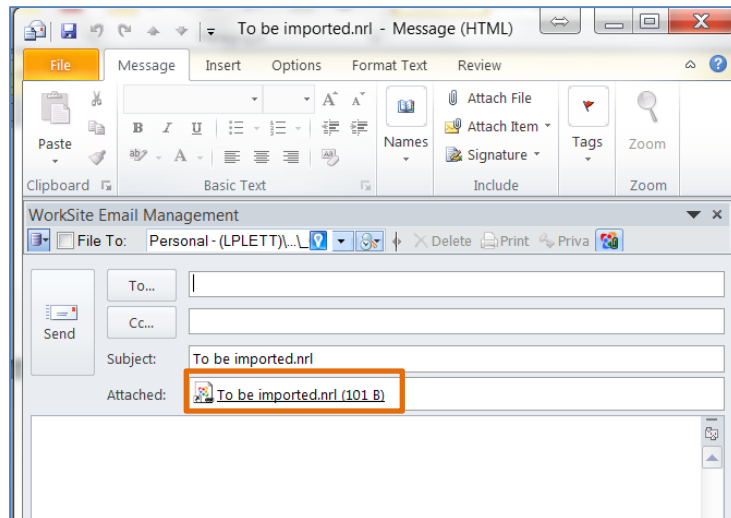 To be imported.nrl - Message (HTML)
File Message Insert Options Format Text Review
Paste
B I U
A A
aby A
Names
Attach File
Attach Item
Signature
Tags
Zoom
Clipboard Basic Text Include Zoom
WorkSite Email Management
File To: Personal - (LPLETT)\...\_ Delete Print Priva
To...
Send
Cc...
Subject: To be imported.nrl
Attached: To be imported.nrl (101 B)